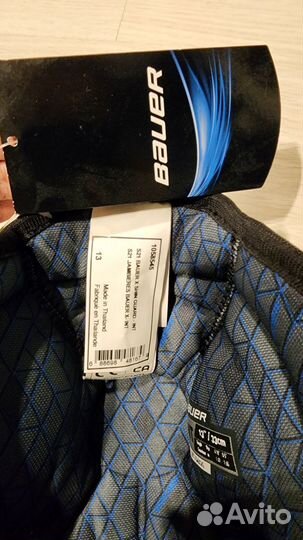 BAUER
1058545
S21 BAUER X SHIN GUARD - INT
S21 JAMBIERES BAUER X - INT
13
Made in Thailand
Fabriqué en Thaïlande
CA
BAUER
13" / 33cm
Avito